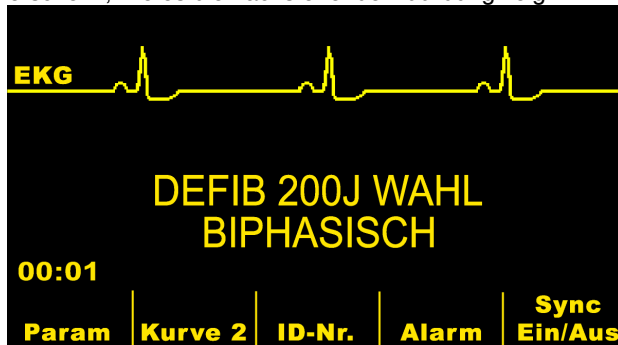 EKG
DEFIB 200J WAHL
BIPHASISCH
00:01
Param Kurve 2 ID-Nr. Alarm Sync Ein/Aus